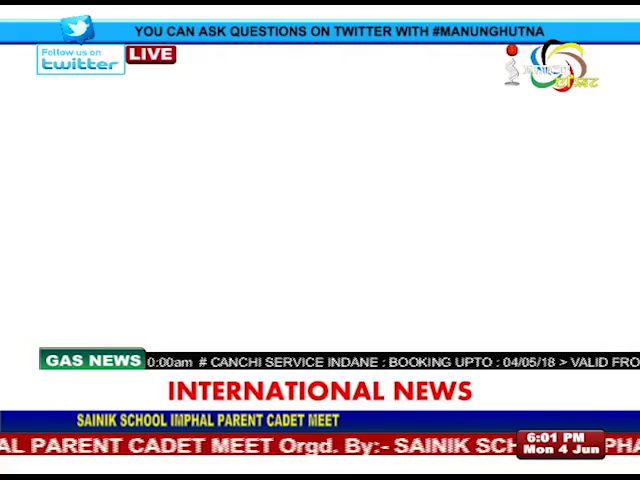 YOU CAN ASK QUESTIONS ON TWITTER WITH #MANUNGHUTNA
Follow us on
twitter
LIVE
GAS NEWS
0:00am # CANCHI SERVICE INDANE : BOOKING UPTO : 04/05/18 > VALID FRO
INTERNATIONAL NEWS
SAINIK SCHOOL IMPHAL PARENT CADET MEET
AL PARENT CADET MEET Orgd. By:- SAINIK SCH PHA
6:01 PM
Mon 4 Jun